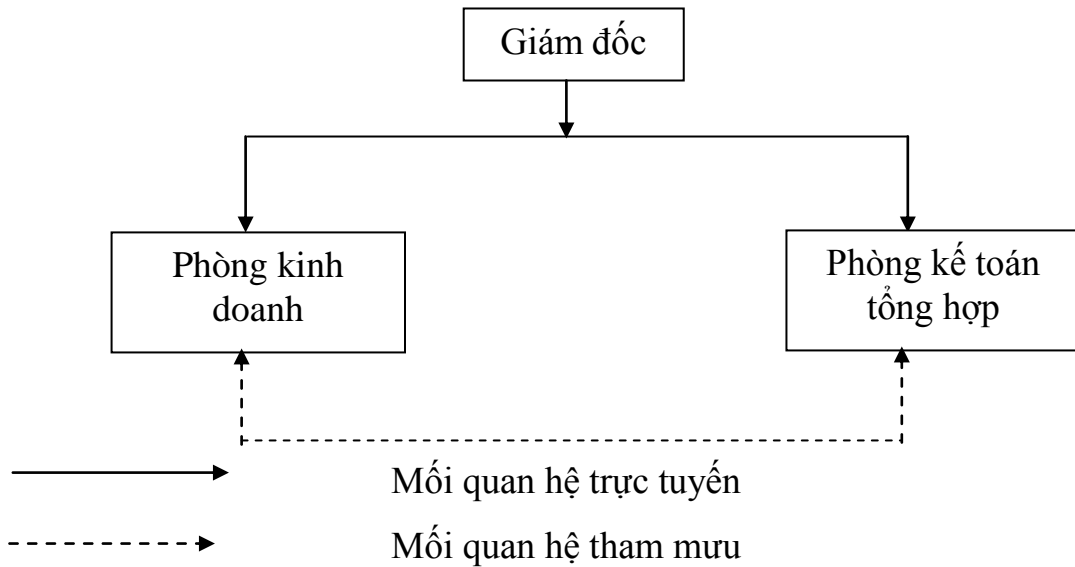 Giám đốc
Phòng kinh
doanh
Phòng kế toán
tổng hợp
Mối quan hệ trực tuyến
Mối quan hệ tham mưu